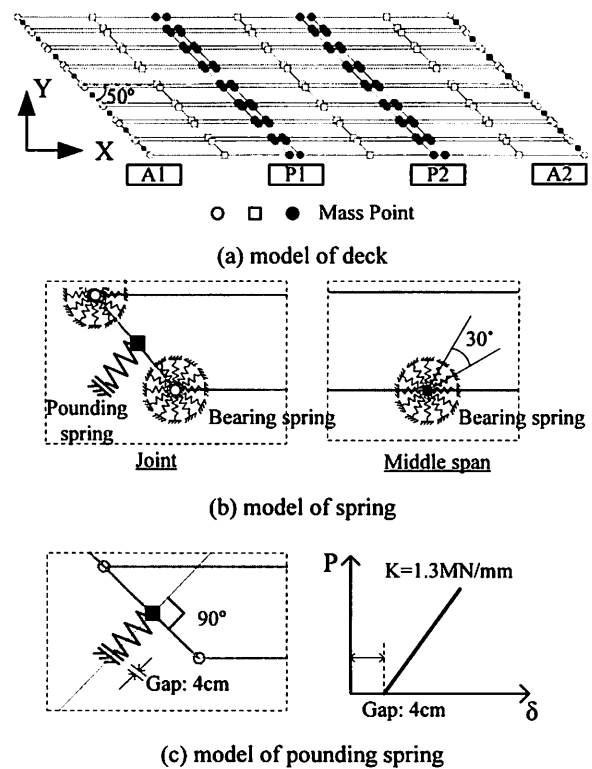 Y
50°
X
A1 P1 P2 A2
Mass Point
(a) model of deck
30°
Pounding spring
Bearing spring
Bearing spring
Joint
Middle span
(b) model of spring
90°
Gap: 4cm
P
K=1.3MN/mm
Gap: 4cm
δ
(c) model of pounding spring